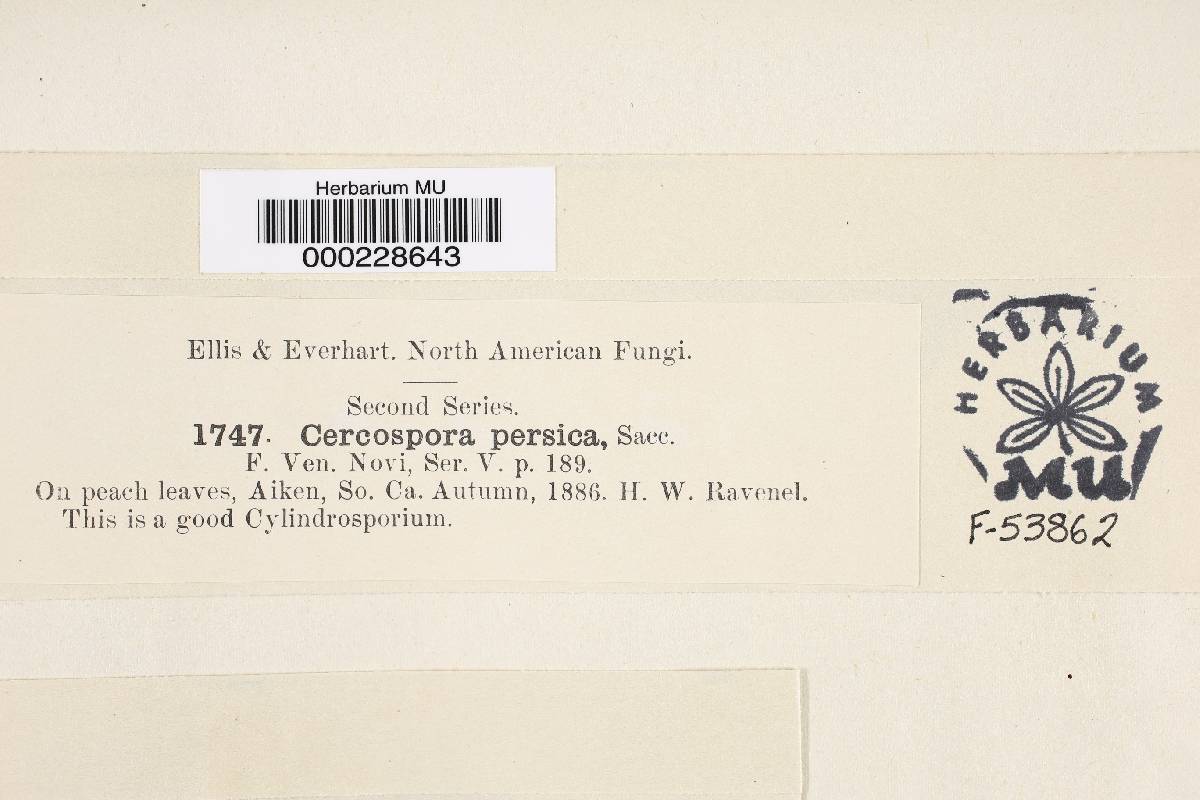 Herbarium MU
000228643
Ellis & Everhart. North American Fungi.
Second Series.
1747. Cercospora persica, Sacc.
F. Ven. Novi, Ser. V. p. 189.
On peach leaves, Aiken, So. Ca. Autumn, 1886. H. W. Ravenel.
This is a good Cylindrosporium.
HERBARIUM
MU
F-53862